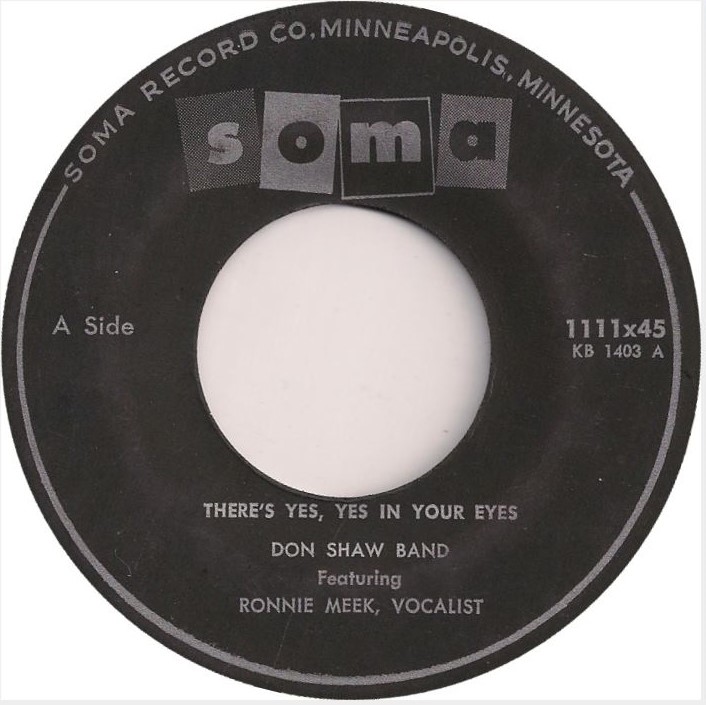 SOMA RECORD CO., MINNEAPOLIS, MINNESOTA
soma
A Side
1111x45
KB 1403 A
THERE'S YES, YES IN YOUR EYES
DON SHAW BAND
Featuring
RONNIE MEEK, VOCALIST